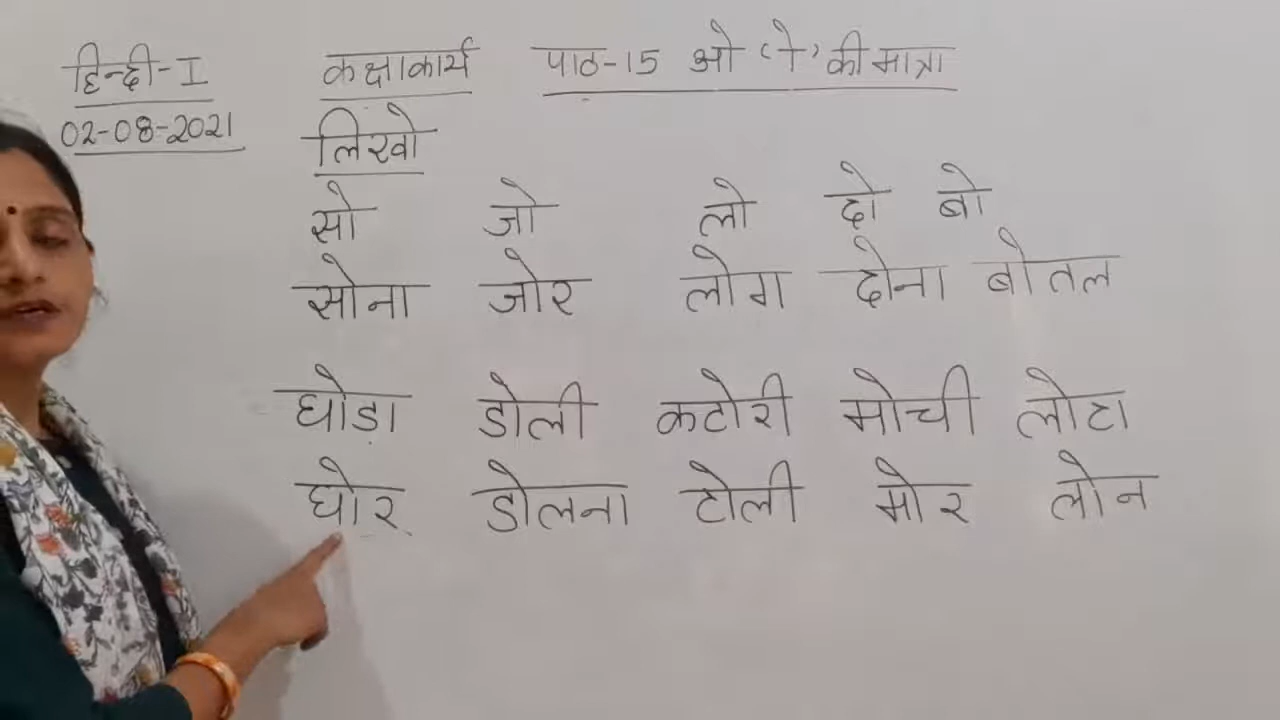 हिन्दी-I कक्षाकार्य पाठ-15 ओ 'ो' की मात्रा
02-08-2021
लिखो
सो जो लो दो बो
सोना जोर लोग दोना बोतल
घोड़ा डोली कटोरी मोची लोटा
घोर डोलना टोली मोर लोन